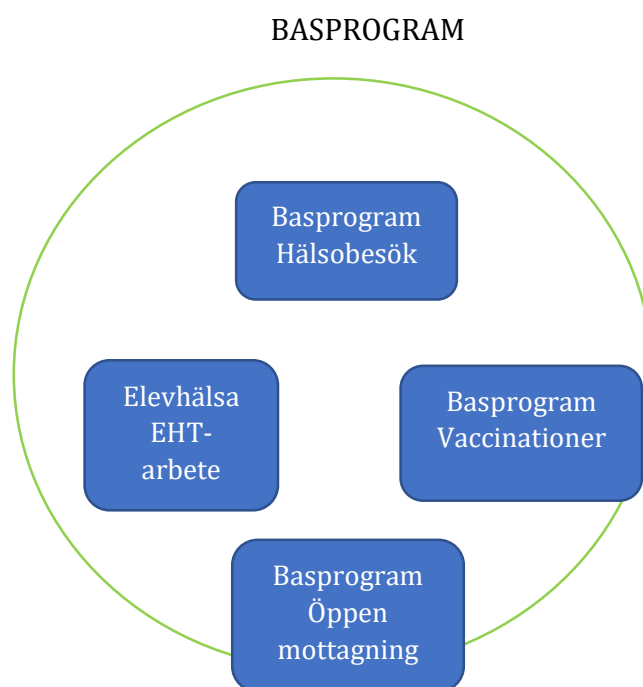 BASPROGRAM
Basprogram
Hälsobesök
Elevhälsa
EHT-
arbete
Basprogram
Vaccinationer
Basprogram
Öppen
mottagning